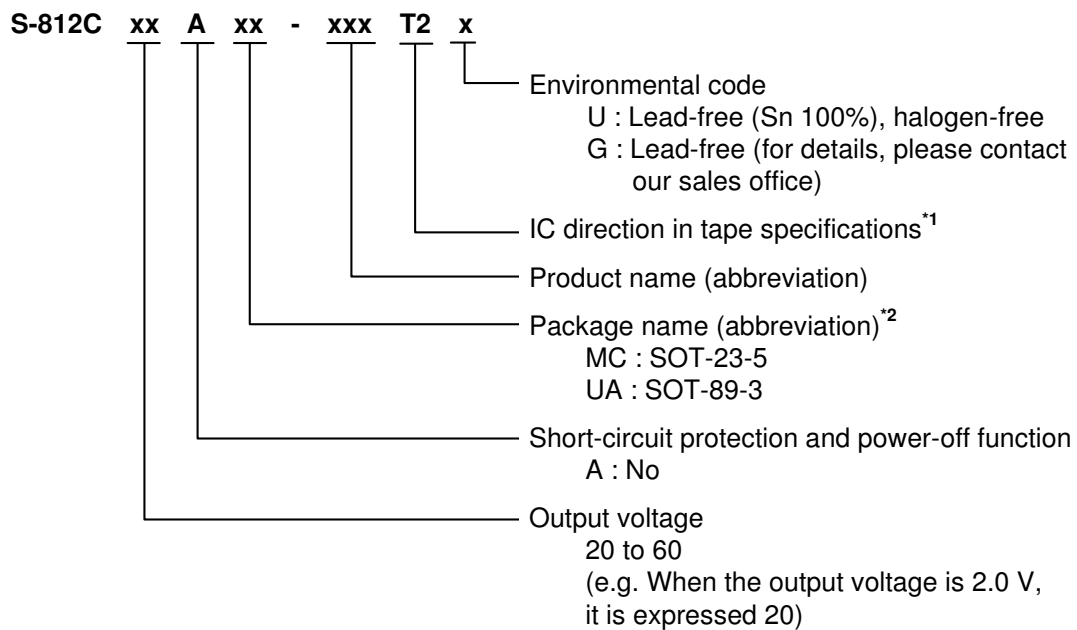 S-812C xx A xx - xxx T2 x
Environmental code
U : Lead-free (Sn 100%), halogen-free
G : Lead-free (for details, please contact
our sales office)
IC direction in tape specifications*1
Product name (abbreviation)
Package name (abbreviation)*2
MC : SOT-23-5
UA : SOT-89-3
Short-circuit protection and power-off function
A : No
Output voltage
20 to 60
(e.g. When the output voltage is 2.0 V,
it is expressed 20)